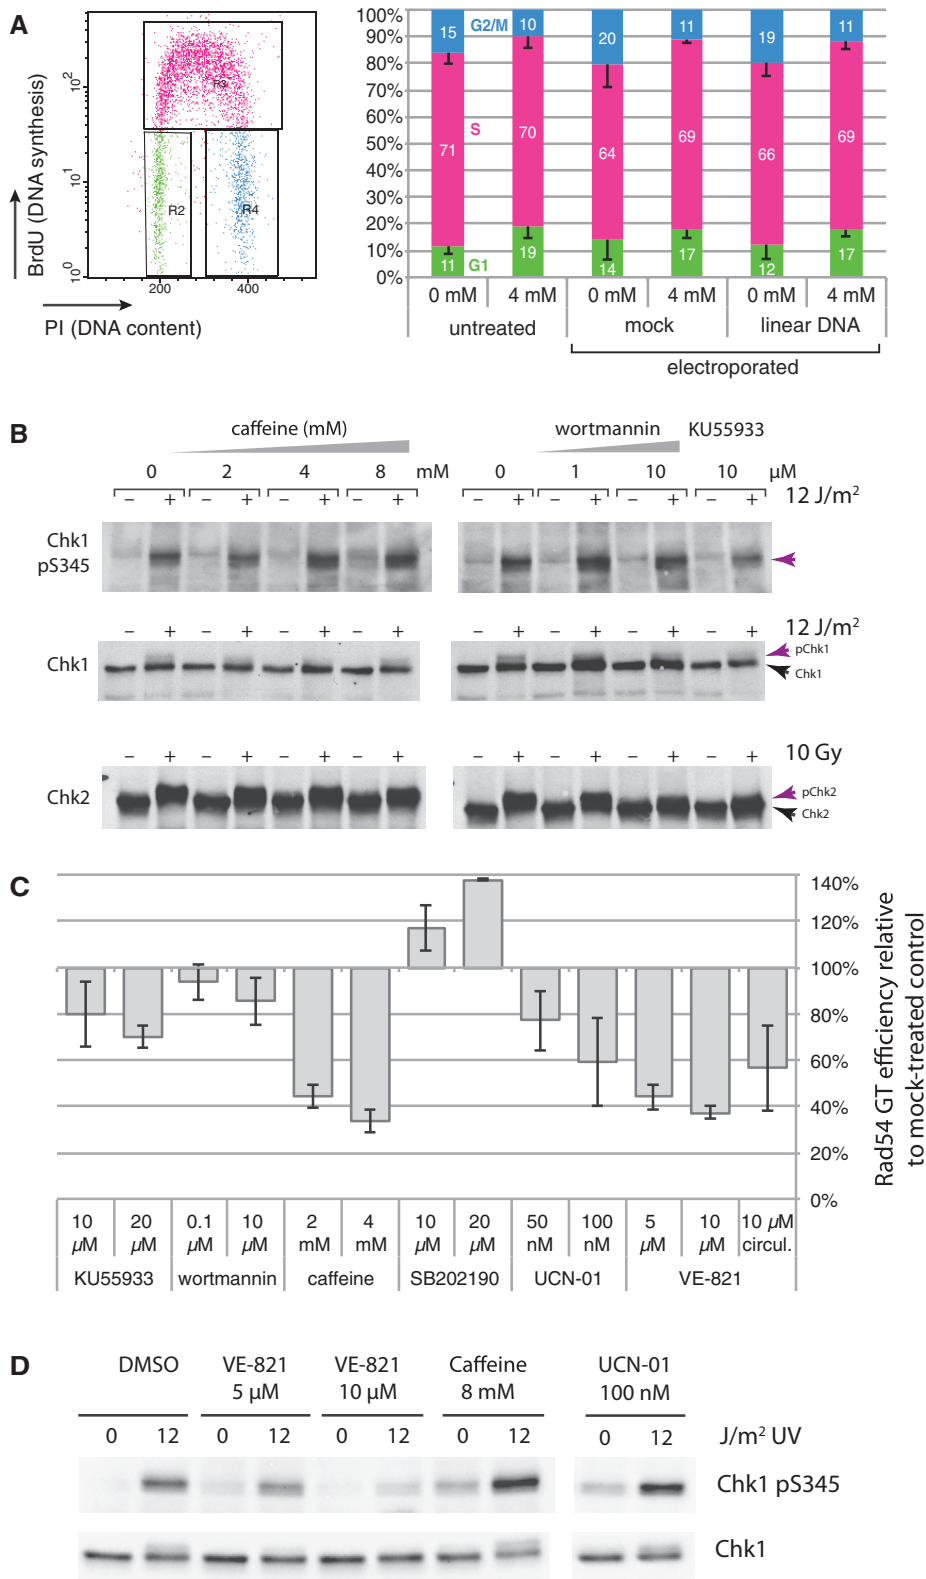 A
BrdU (DNA synthesis)
10² 10¹ 10⁰
R3
R2
R4
200 400
PI (DNA content)
100%
90%
80%
70%
60%
50%
40%
30%
20%
10%
0%
G2/M
S
G1
15 10 20 11 19 11
71 70 64 69 66 69
11 19 14 17 12 17
0 mM 4 mM 0 mM 4 mM 0 mM 4 mM
untreated mock linear DNA
electroporated
B
caffeine (mM) wortmannin KU55933
0 2 4 8 mM 0 1 10 10 µM
– + – + – + – + – + – + – + – + 12 J/m²
Chk1
pS345
– + – + – + – + – + – + – + – + 12 J/m²
Chk1
pChk1
Chk1
– + – + – + – + – + – + – + – + 10 Gy
Chk2
pChk2
Chk2
C
140%
120%
100%
80%
60%
40%
20%
0%
Rad54 GT efficiency relative
to mock-treated control
10 20 0.1 10 2 4 10 20 50 100 5 10 10 µM
µM µM µM µM mM mM µM µM nM nM µM µM circul.
KU55933 wortmannin caffeine SB202190 UCN-01 VE-821
D
DMSO VE-821 VE-821 Caffeine UCN-01
5 µM 10 µM 8 mM 100 nM
0 12 0 12 0 12 0 12 0 12 J/m² UV
Chk1 pS345
Chk1